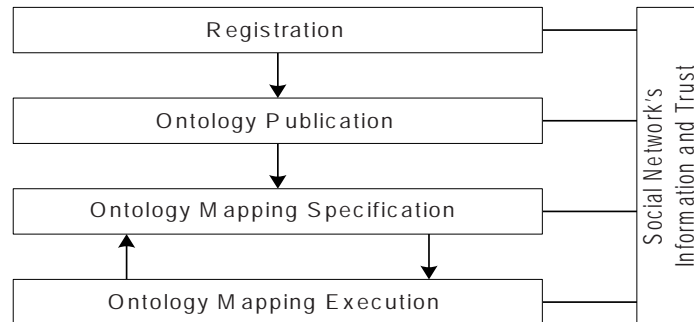 Registration
Ontology Publication
Ontology Mapping Specification
Ontology Mapping Execution
Social Network's
Information and Trust